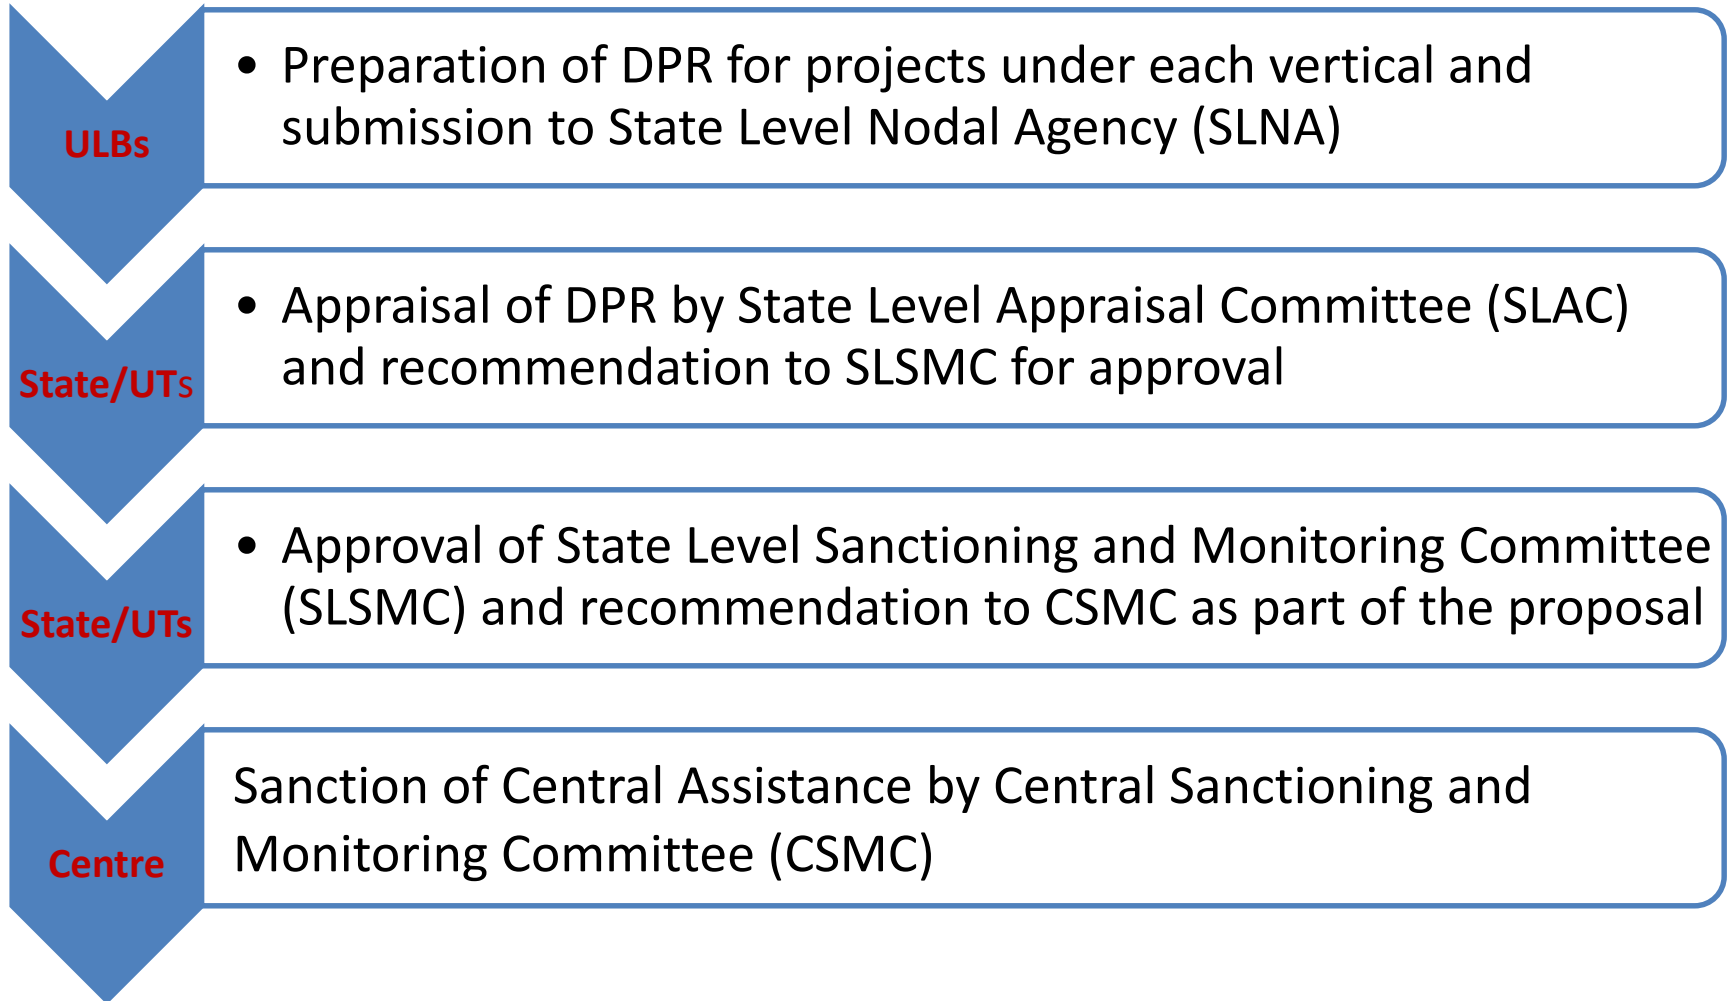 ULBs
• Preparation of DPR for projects under each vertical and
submission to State Level Nodal Agency (SLNA)
State/UTs
• Appraisal of DPR by State Level Appraisal Committee (SLAC)
and recommendation to SLSMC for approval
State/UTs
• Approval of State Level Sanctioning and Monitoring Committee
(SLSMC) and recommendation to CSMC as part of the proposal
Centre
Sanction of Central Assistance by Central Sanctioning and
Monitoring Committee (CSMC)